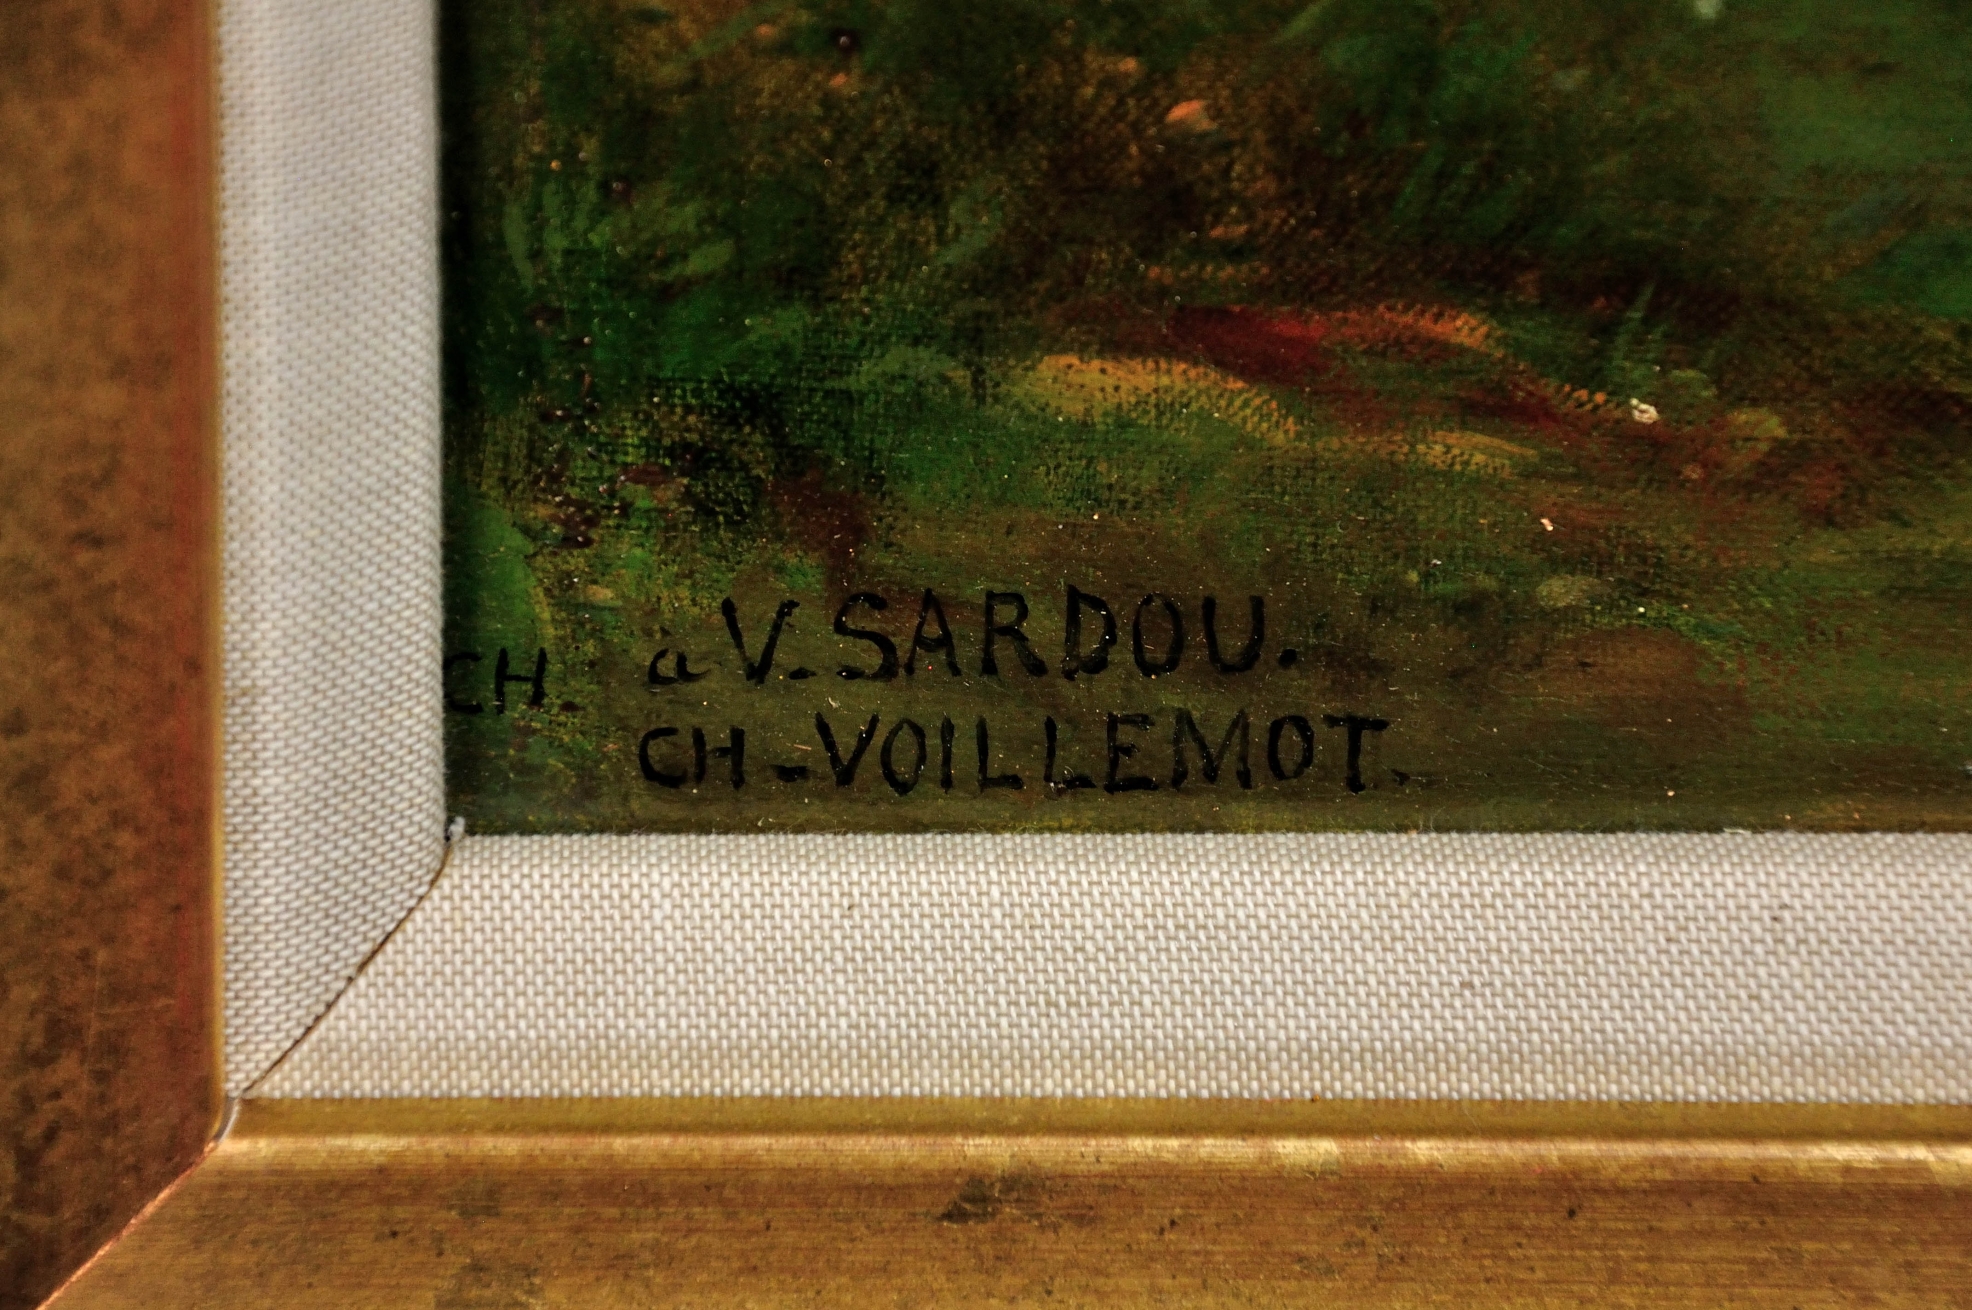 CH. à V. SARDOU.
CH-VOILLEMOT.